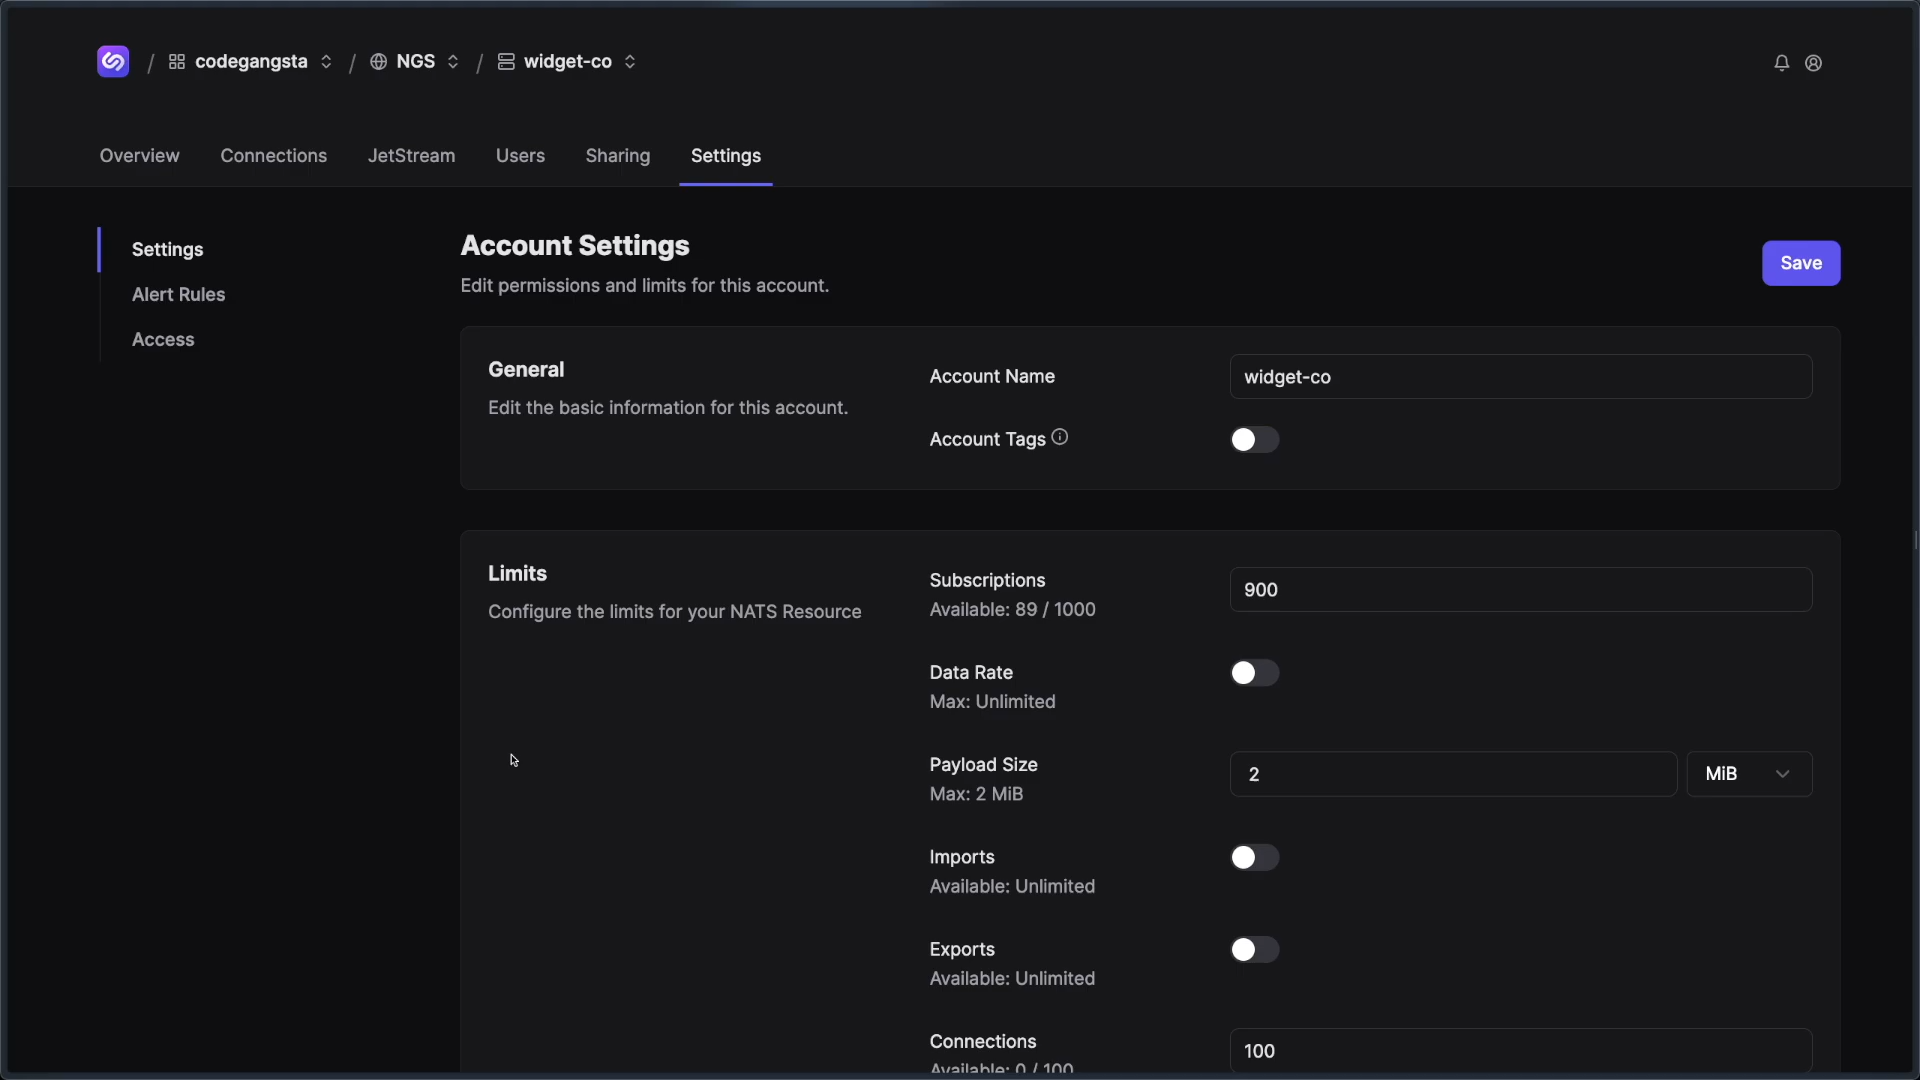 / codegangsta / NGS / widget-co
Overview Connections JetStream Users Sharing Settings
Settings
Alert Rules
Access
Account Settings
Edit permissions and limits for this account.
Save
General
Edit the basic information for this account.
Account Name
widget-co
Account Tags
Limits
Configure the limits for your NATS Resource
Subscriptions
Available: 89 / 1000
900
Data Rate
Max: Unlimited
Payload Size
Max: 2 MiB
2
MiB
Imports
Available: Unlimited
Exports
Available: Unlimited
Connections
Available: 0 / 100
100